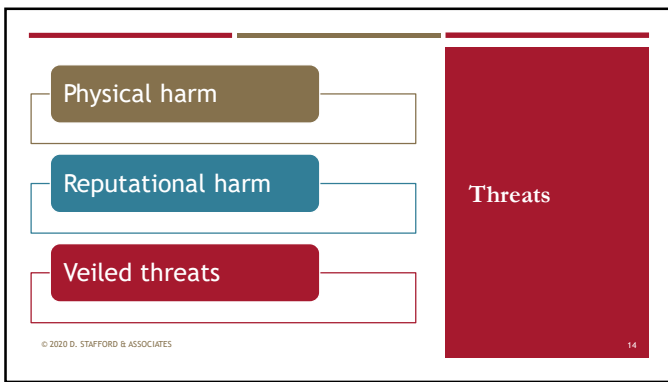 Physical harm
Reputational harm
Veiled threats
Threats
© 2020 D. STAFFORD & ASSOCIATES
14